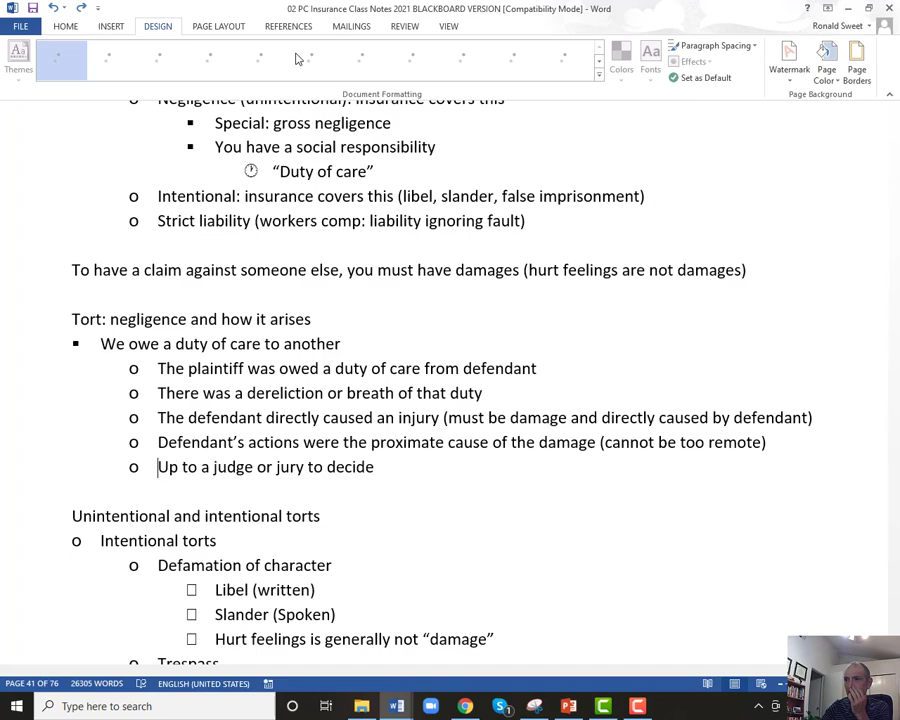 02 PC Insurance Class Notes 2021 BLACKBOARD VERSION [Compatibility Mode] - Word
FILE HOME INSERT DESIGN PAGE LAYOUT REFERENCES MAILINGS REVIEW VIEW
Ronald Sweet
Themes
Colors
Fonts
Paragraph Spacing
Effects
Set as Default
Watermark
Page Color
Page Borders
Document Formatting
Page Background
o Negligence (unintentional): insurance covers this
▪ Special: gross negligence
▪ You have a social responsibility
“Duty of care”
o Intentional: insurance covers this (libel, slander, false imprisonment)
o Strict liability (workers comp: liability ignoring fault)
To have a claim against someone else, you must have damages (hurt feelings are not damages)
Tort: negligence and how it arises
▪ We owe a duty of care to another
o The plaintiff was owed a duty of care from defendant
o There was a dereliction or breath of that duty
o The defendant directly caused an injury (must be damage and directly caused by defendant)
o Defendant’s actions were the proximate cause of the damage (cannot be too remote)
o Up to a judge or jury to decide
Unintentional and intentional torts
o Intentional torts
o Defamation of character
Libel (written)
Slander (Spoken)
Hurt feelings is generally not “damage”
o Trespass
PAGE 41 OF 76 26305 WORDS ENGLISH (UNITED STATES)
Type here to search